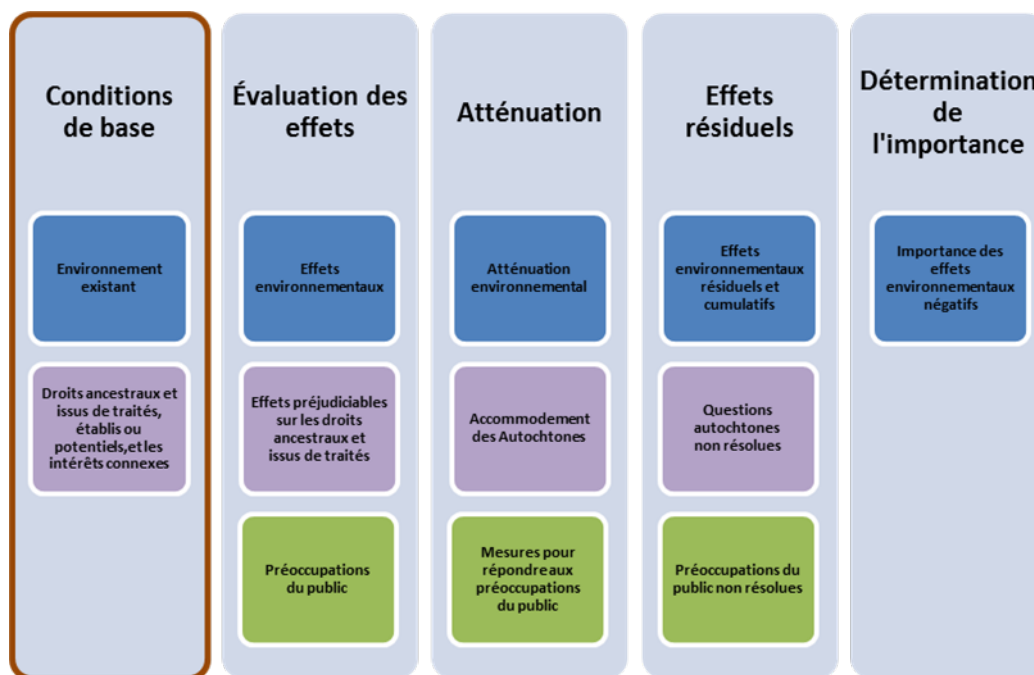 Conditions
de base
Environnement
existant
Droits ancestraux et
issus de traités,
établis ou
potentiels,et les
intérêts connexes
Évaluation des
effets
Effets
environnementaux
Effets préjudiciables
sur les droits
ancestraux et
issus de traités
Préoccupations
du public
Atténuation
Atténuation
environnemental
Accommodement
des Autochtones
Mesures pour
répondre aux
préoccupations
du public
Effets
résiduels
Effets
environnementaux
résiduels et
cumulatifs
Questions
autochtones
non résolues
Préoccupations du
public non résolues
Détermination
de
l'importance
Importance des
effets
environnementaux
négatifs